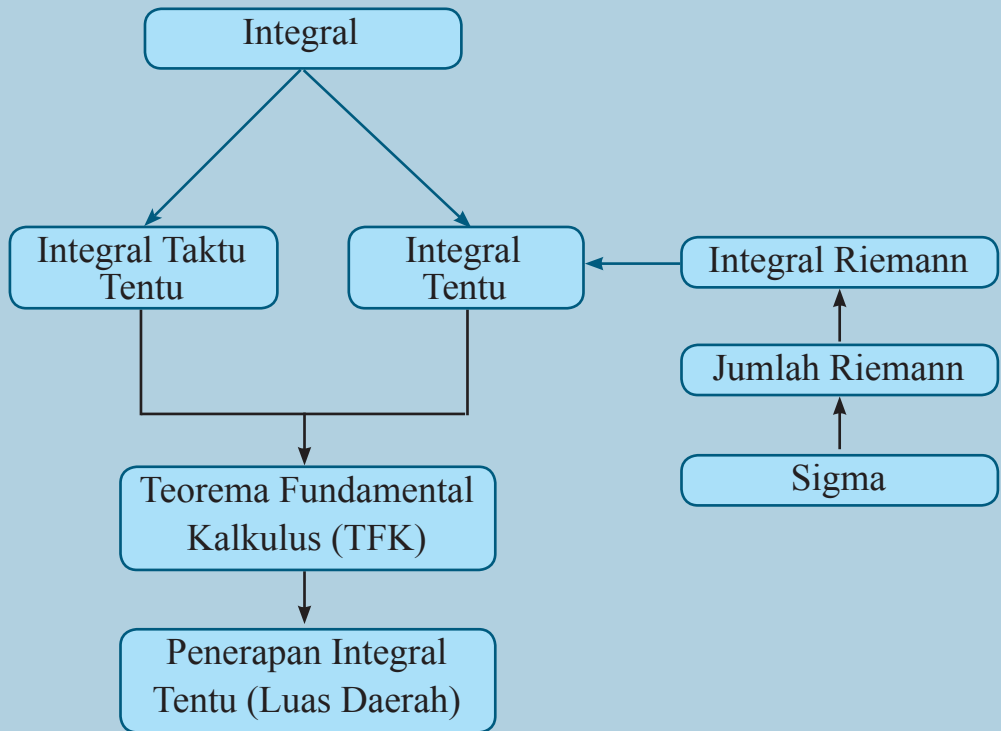 Integral
Integral Taktu
Tentu
Integral
Tentu
Integral Riemann
Jumlah Riemann
Sigma
Teorema Fundamental
Kalkulus (TFK)
Penerapan Integral
Tentu (Luas Daerah)